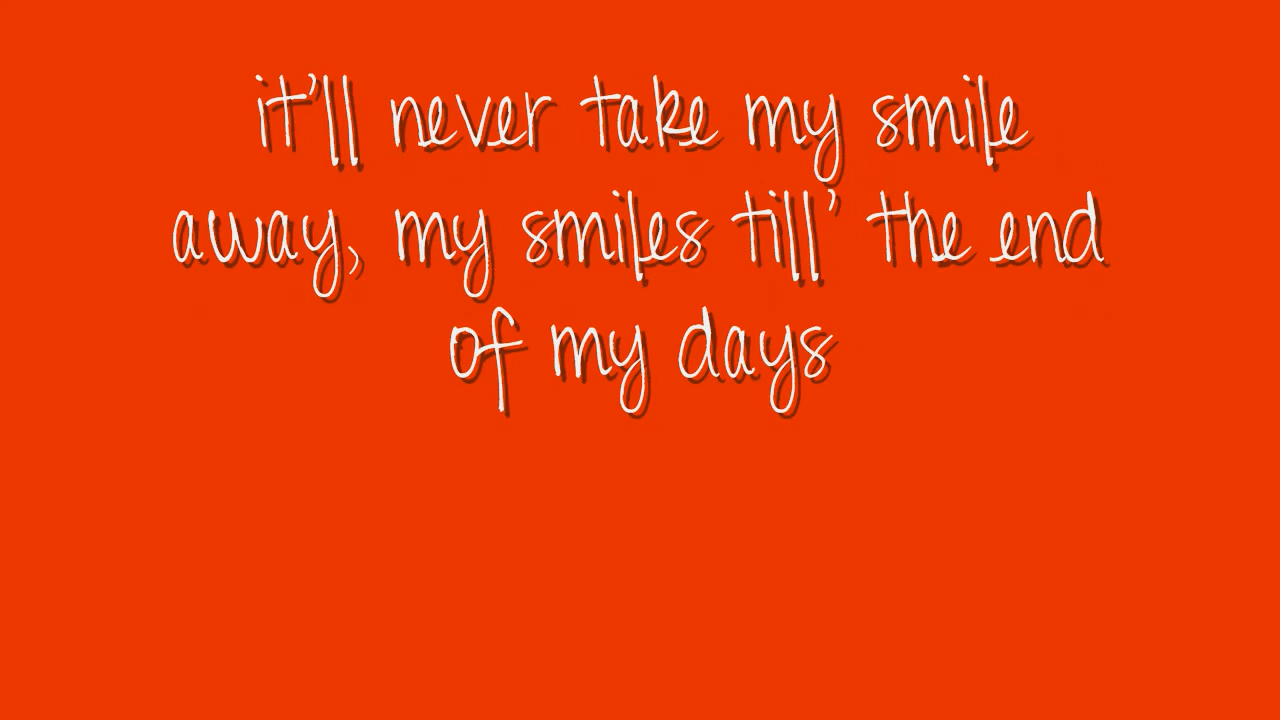 it'll never take my smile
away, my smiles till' the end
of my days